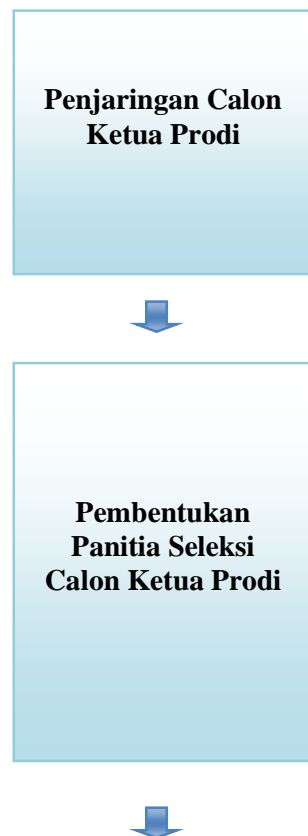 Penjaringan Calon
Ketua Prodi
Pembentukan
Panitia Seleksi
Calon Ketua Prodi